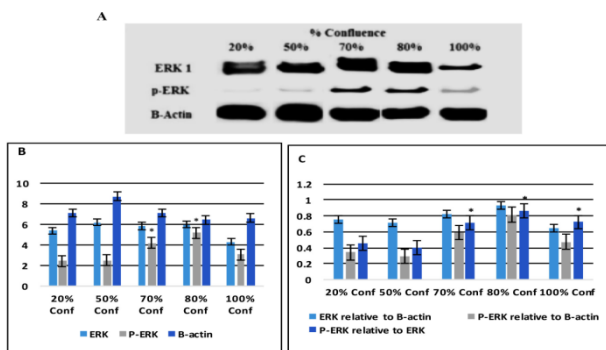 A
% Confluence
20% 50% 70% 80% 100%
ERK 1
p-ERK
B-Actin
B
10
8
6
4
2
0
* *
20% Conf 50% Conf 70% Conf 80% Conf 100% Conf
ERK P-ERK B-actin
C
1.2
1
0.8
0.6
0.4
0.2
0
* * *
20% Conf 50% Conf 70% Conf 80% Conf 100% Conf
ERK relative to B-actin P-ERK relative to B-actin
P-ERK relative to ERK